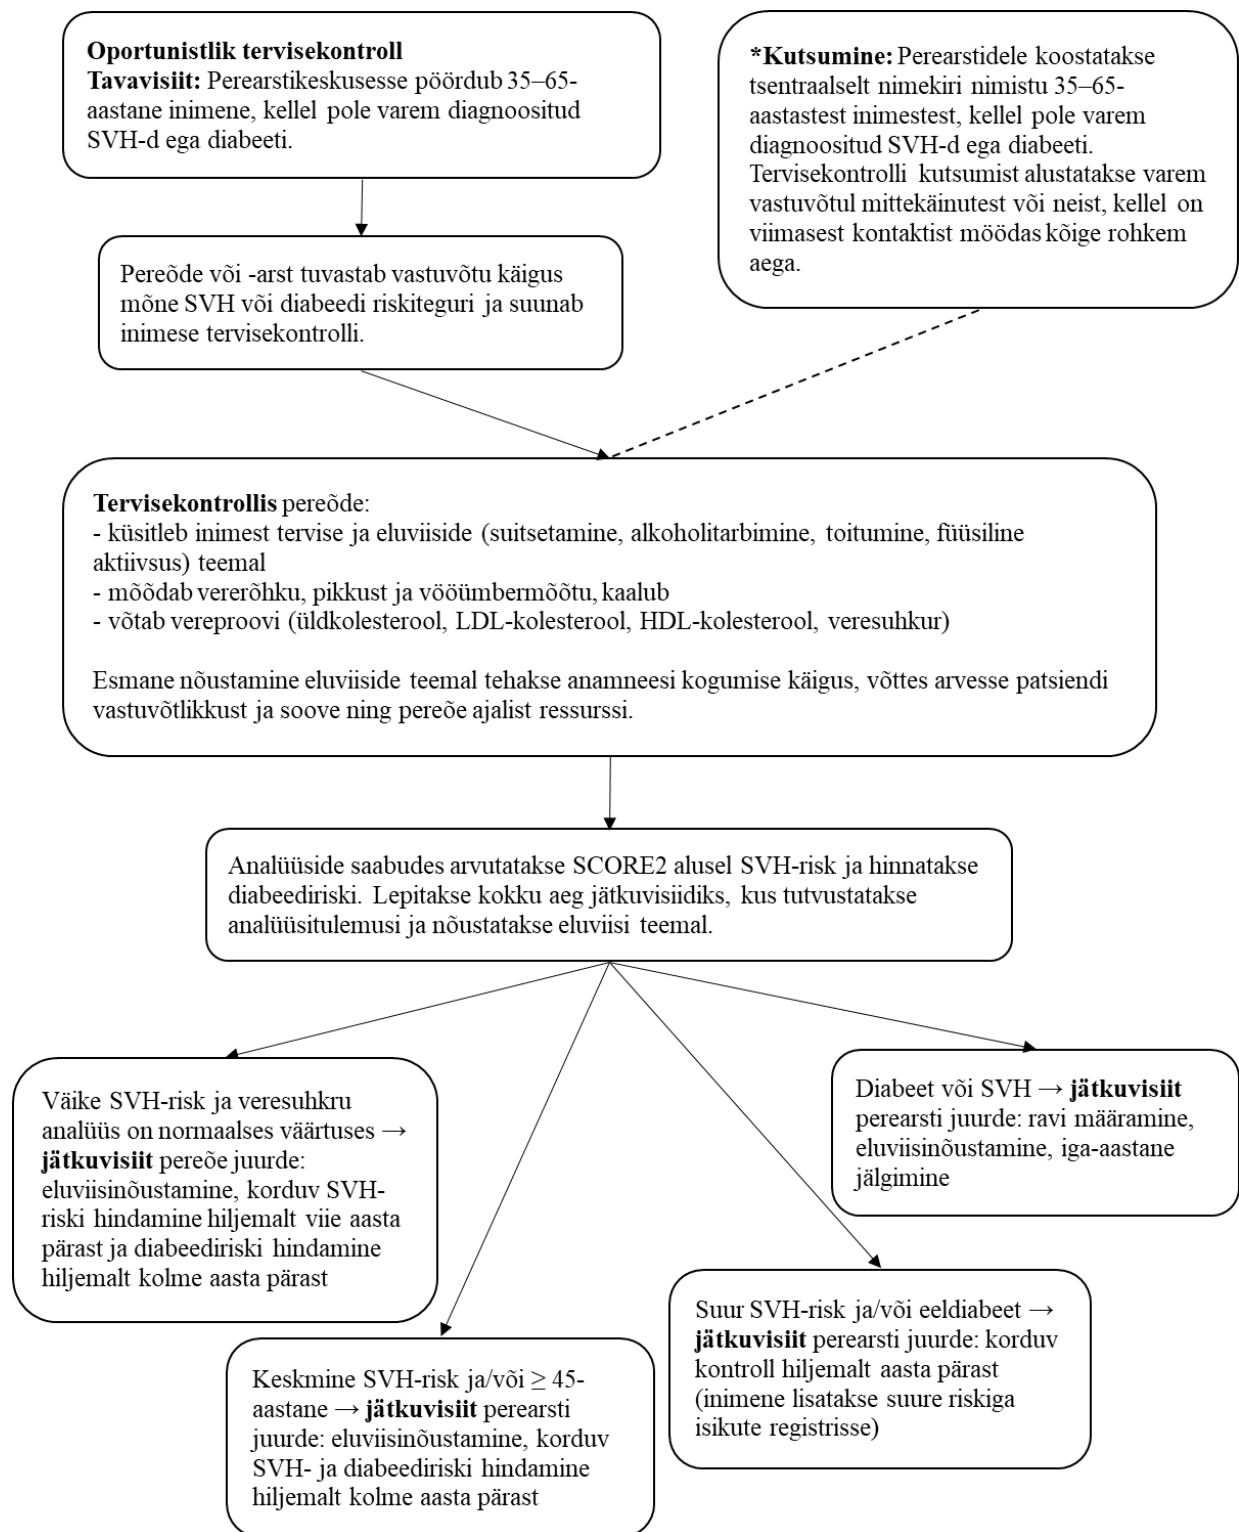 Oportunistlik tervisekontroll
Tavavisiit: Perearstikeskusesse pöördub 35–65-
aastane inimene, kellel pole varem diagnoositud
SVH-d ega diabeeti.
*Kutsumine: Perearstidele koostatakse
tsentraalselt nimekiri nimistu 35–65-
aastastest inimestest, kellel pole varem
diagnoositud SVH-d ega diabeeti.
Tervisekontrolli kutsumist alustatakse varem
vastuvõtul mittekäinutest või neist, kellel on
viimasest kontaktist möödas kõige rohkem
aega.
Pereõde või -arst tuvastab vastuvõtu käigus
mõne SVH või diabeedi riskiteguri ja suunab
inimese tervisekontrolli.
Tervisekontrollis pereõde:
- küsitleb inimest tervise ja eluviiside (suitsetamine, alkoholitarbimine, toitumine, füüsiline
aktiivsus) teemal
- mõõdab vererõhku, pikkust ja vööümbermõõtu, kaalub
- võtab vereproovi (üldkolesterool, LDL-kolesterool, HDL-kolesterool, veresuhkur)
Esmane nõustamine eluviiside teemal tehakse anamneesi kogumise käigus, võttes arvesse patsiendi
vastuvõtlikkust ja soove ning pereõe ajalist ressurssi.
Analüüside saabudes arvutatakse SCORE2 alusel SVH-risk ja hinnatakse
diabeediriski. Lepitakse kokku aeg jätkuvisiidiks, kus tutvustatakse
analüüsitulemusi ja nõustatakse eluviisi teemal.
Väike SVH-risk ja veresuhkru
analüüs on normaalses väärtuses →
jätkuvisiit pereõe juurde:
eluviisinõustamine, korduv SVH-
riski hindamine hiljemalt viie aasta
pärast ja diabeediriski hindamine
hiljemalt kolme aasta pärast
Keskmine SVH-risk ja/või ≥ 45-
aastane → jätkuvisiit perearsti
juurde: eluviisinõustamine, korduv
SVH- ja diabeediriski hindamine
hiljemalt kolme aasta pärast
Suur SVH-risk ja/või eeldiabeet →
jätkuvisiit perearsti juurde: korduv
kontroll hiljemalt aasta pärast
(inimene lisatakse suure riskiga
isikute registrisse)
Diabeet või SVH → jätkuvisiit
perearsti juurde: ravi määramine,
eluviisinõustamine, iga-aastane
jälgimine